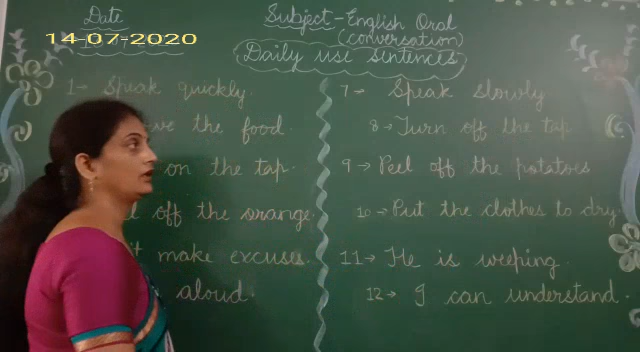 Date
14-07-2020
Subject - English Oral
(conversation)
Daily use sentences
1→ Speak quickly.
the food.
on the tap.
off the orange.
make excuses.
aloud.
7→ Speak slowly
8→ Turn off the tap
9→ Peel off the potatoes
10→ Put the clothes to dry
11→ He is weeping.
12→ I can understand.